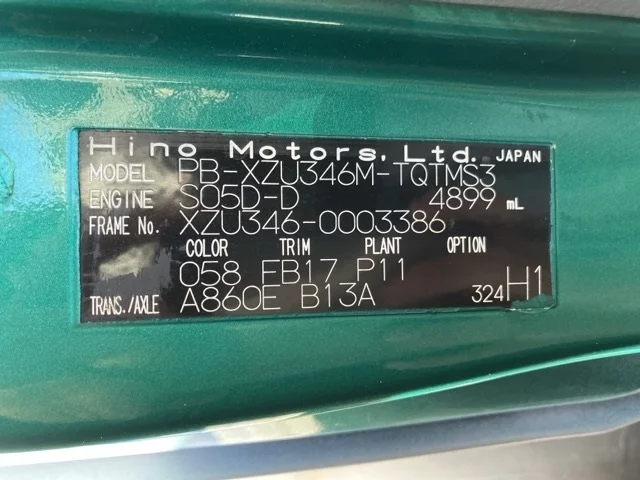 Hino Motors, Ltd. JAPAN
MODEL PB-XZU346M-TQTMS3
ENGINE S05D-D 4899 mL
FRAME No. XZU346-0003386
COLOR TRIM PLANT OPTION
058 FB17 P11
TRANS./AXLE A860E B13A 324 H1